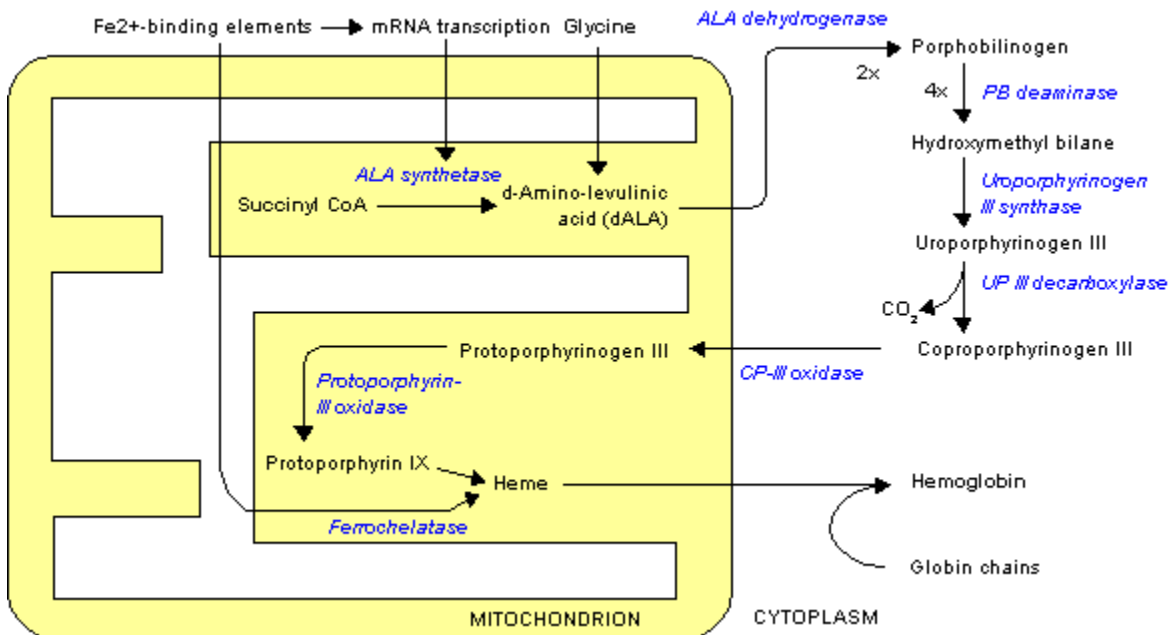 Fe2+-binding elements
mRNA transcription
Glycine
ALA dehydrogenase
Porphobilinogen
2x
4x
PB deaminase
Hydroxymethyl bilane
ALA synthetase
Succinyl CoA
d-Amino-levulinic
acid (dALA)
Uroporphyrinogen
III synthase
Uroporphyrinogen III
UP III decarboxylase
CO₂
Protoporphyrinogen III
Coproporphyrinogen III
CP-III oxidase
Protoporphyrin-
III oxidase
Protoporphyrin IX
Heme
Hemoglobin
Ferrochelatase
Globin chains
MITOCHONDRION
CYTOPLASM